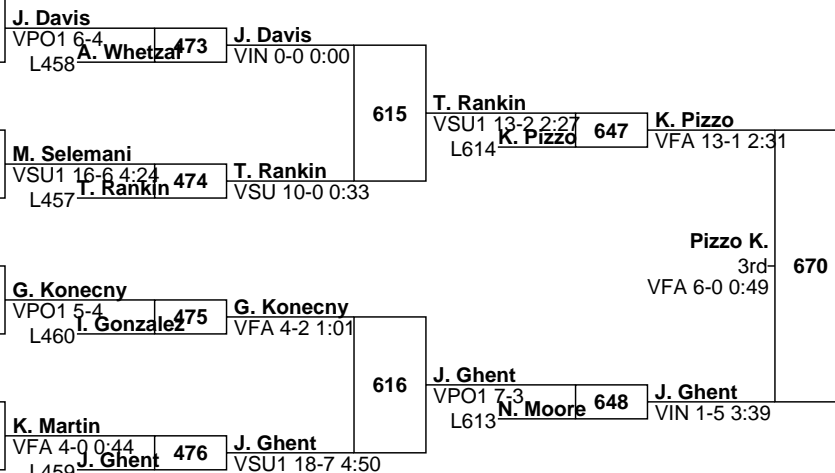 J. Davis
VPO1 6-4
A. Whetzal
L458
473
J. Davis
VIN 0-0 0:00
615
T. Rankin
VSU1 13-2 2:27
K. Pizzo
L614
647
K. Pizzo
VFA 13-1 2:31
M. Selemani
VSU1 16-6 4:24
T. Rankin
L457
474
T. Rankin
VSU 10-0 0:33
Pizzo K.
3rd
VFA 6-0 0:49
670
G. Konecny
VPO1 5-4
I. Gonzalez
L460
475
G. Konecny
VFA 4-2 1:01
616
J. Ghent
VPO1 7-3
N. Moore
L613
648
J. Ghent
VIN 1-5 3:39
K. Martin
VFA 4-0 0:44
J. Ghent
L459
476
J. Ghent
VSU1 18-7 4:50